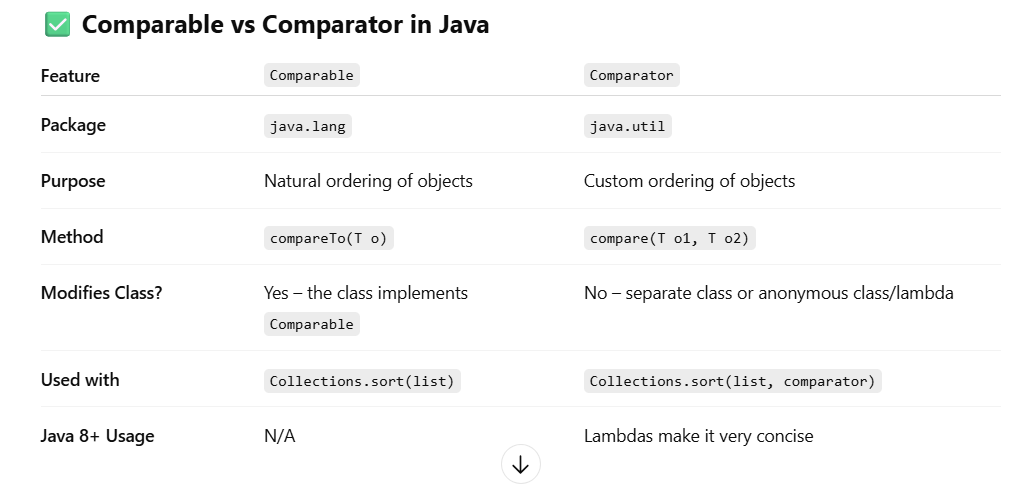 ✅ Comparable vs Comparator in Java
Feature Comparable Comparator
Package java.lang java.util
Purpose Natural ordering of objects Custom ordering of objects
Method compareTo(T o) compare(T o1, T o2)
Modifies Class? Yes – the class implements No – separate class or anonymous class/lambda
Comparable
Used with Collections.sort(list) Collections.sort(list, comparator)
Java 8+ Usage N/A Lambdas make it very concise